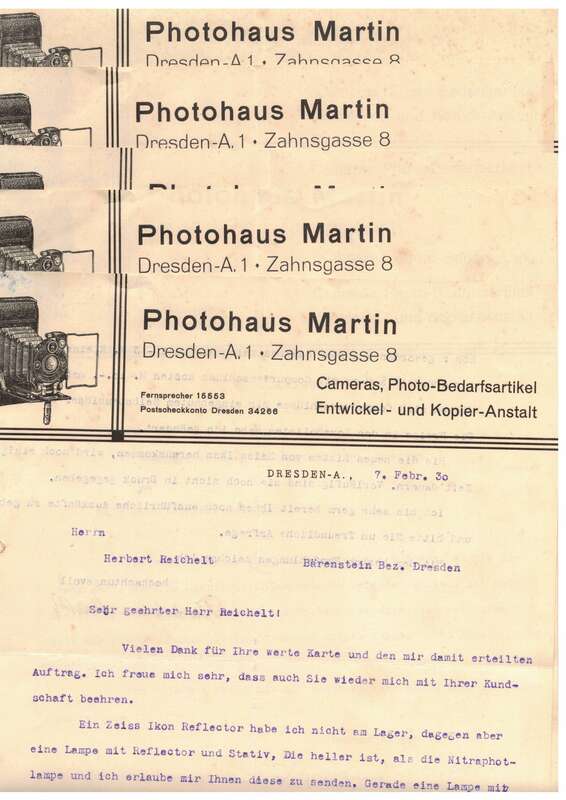 Photohaus Martin
Dresden-A.1 • Zahnsgasse 8
Photohaus Martin
Dresden-A.1 • Zahnsgasse 8
Photohaus Martin
Photohaus Martin
Dresden-A.1 • Zahnsgasse 8
Photohaus Martin
Dresden-A.1 • Zahnsgasse 8
Fernsprecher 15553
Postscheckkonto Dresden 34266
Cameras, Photo-Bedarfsartikel
Entwickel- und Kopier-Anstalt
DRESDEN-A., 7. Febr. 30
Herrn
Herbert Reichelt Bärenstein Bez. Dresden
Sehr geehrter Herr Reichelt!
Vielen Dank für Ihre werte Karte und den mir damit erteilten
Auftrag. Ich freue mich sehr, dass auch Sie wieder mich mit Ihrer Kund-
schaft beehren.
Ein Zeiss Ikon Reflector habe ich nicht am Lager, dagegen aber
eine Lampe mit Reflector und Stativ, Die heller ist, als die Nitraphot-
lampe und ich erlaube mir Ihnen diese zu senden. Gerade eine Lampe mit